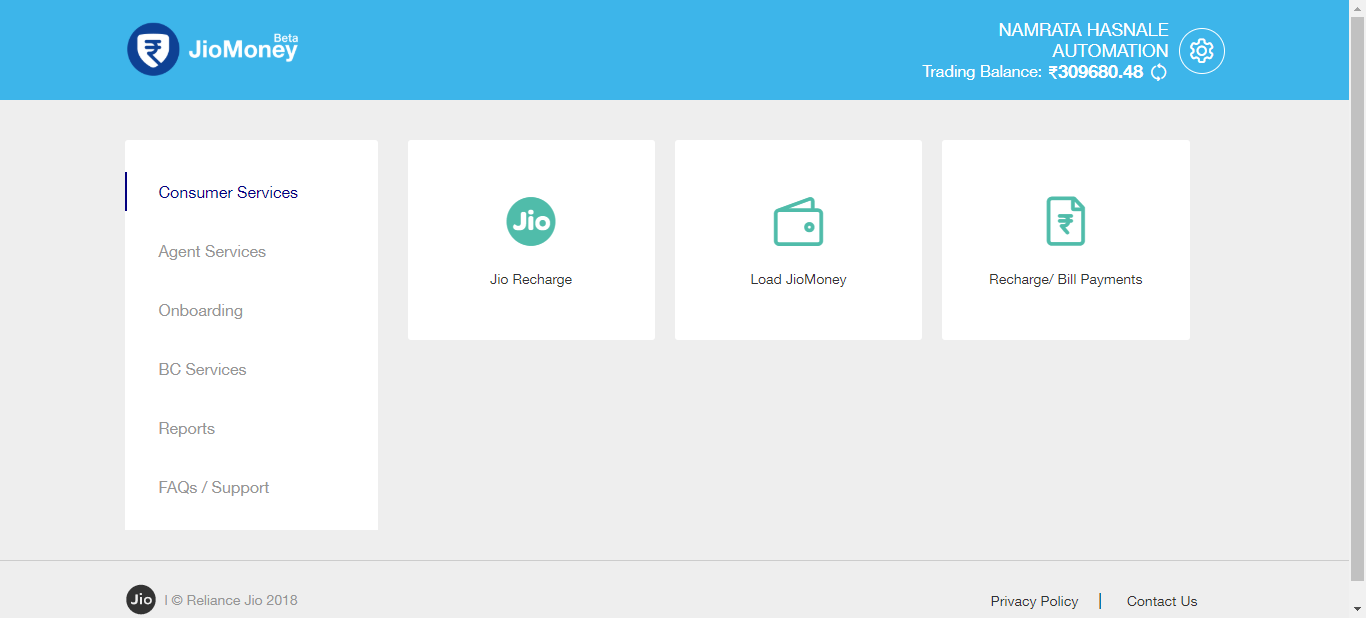 Beta
JioMoney
NAMRATA HASNALE
AUTOMATION
Trading Balance: ₹309680.48
Consumer Services
Agent Services
Onboarding
BC Services
Reports
FAQs / Support
Jio
Jio Recharge
Load JioMoney
₹
Recharge/ Bill Payments
Jio
| © Reliance Jio 2018
Privacy Policy | Contact Us